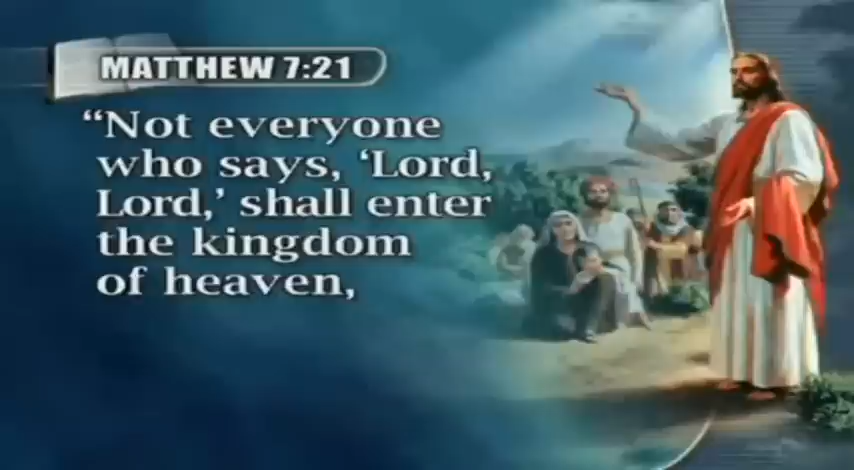 MATTHEW 7:21
“Not everyone
who says, ‘Lord,
Lord,’ shall enter
the kingdom
of heaven,